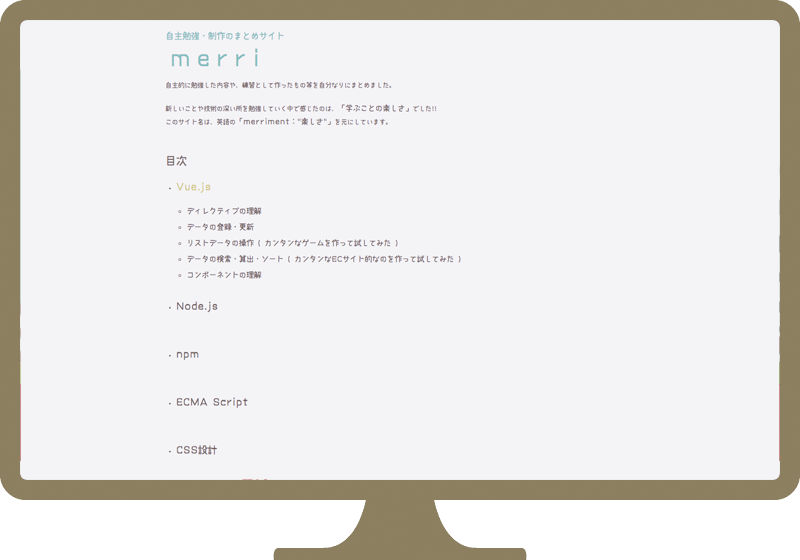 自主勉強・制作のまとめサイト
merri
自主的に勉強した内容や、練習として作ったもの等を自分なりにまとめました。
新しいことや技術の深い所を勉強していく中で感じたのは、「学ぶことの楽しさ」でした!!
このサイト名は、英語の「merriment："楽しさ"」を元にしています。
目次
・ Vue.js
○ ディレクティブの理解
○ データの登録・更新
○ リストデータの操作（ カンタンなゲームを作って試してみた ）
○ データの検索・算出・ソート（ カンタンなECサイト的なのを作って試してみた ）
○ コンポーネントの理解
・ Node.js
・ npm
・ ECMA Script
・ CSS設計